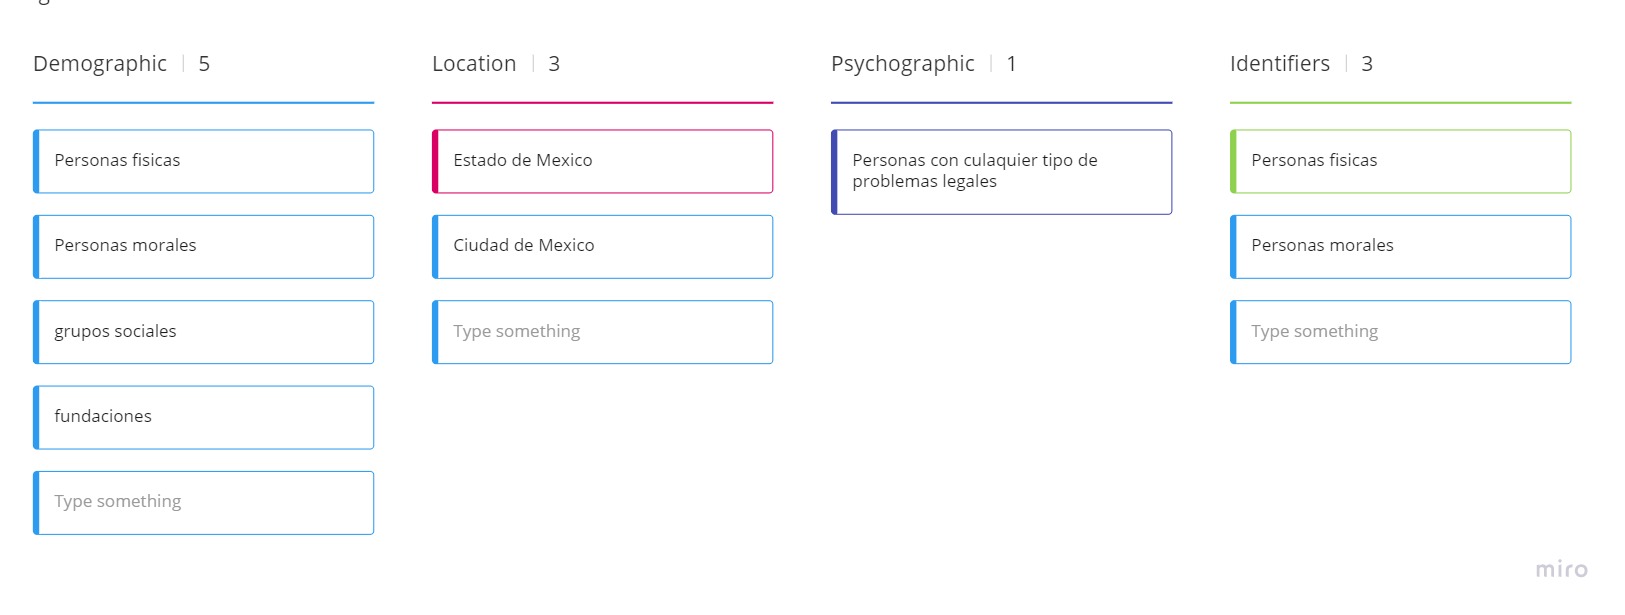 Demographic | 5
Personas fisicas
Personas morales
grupos sociales
fundaciones
Type something
Location | 3
Estado de Mexico
Ciudad de Mexico
Type something
Psychographic | 1
Personas con culaquier tipo de
problemas legales
Identifiers | 3
Personas fisicas
Personas morales
Type something
miro